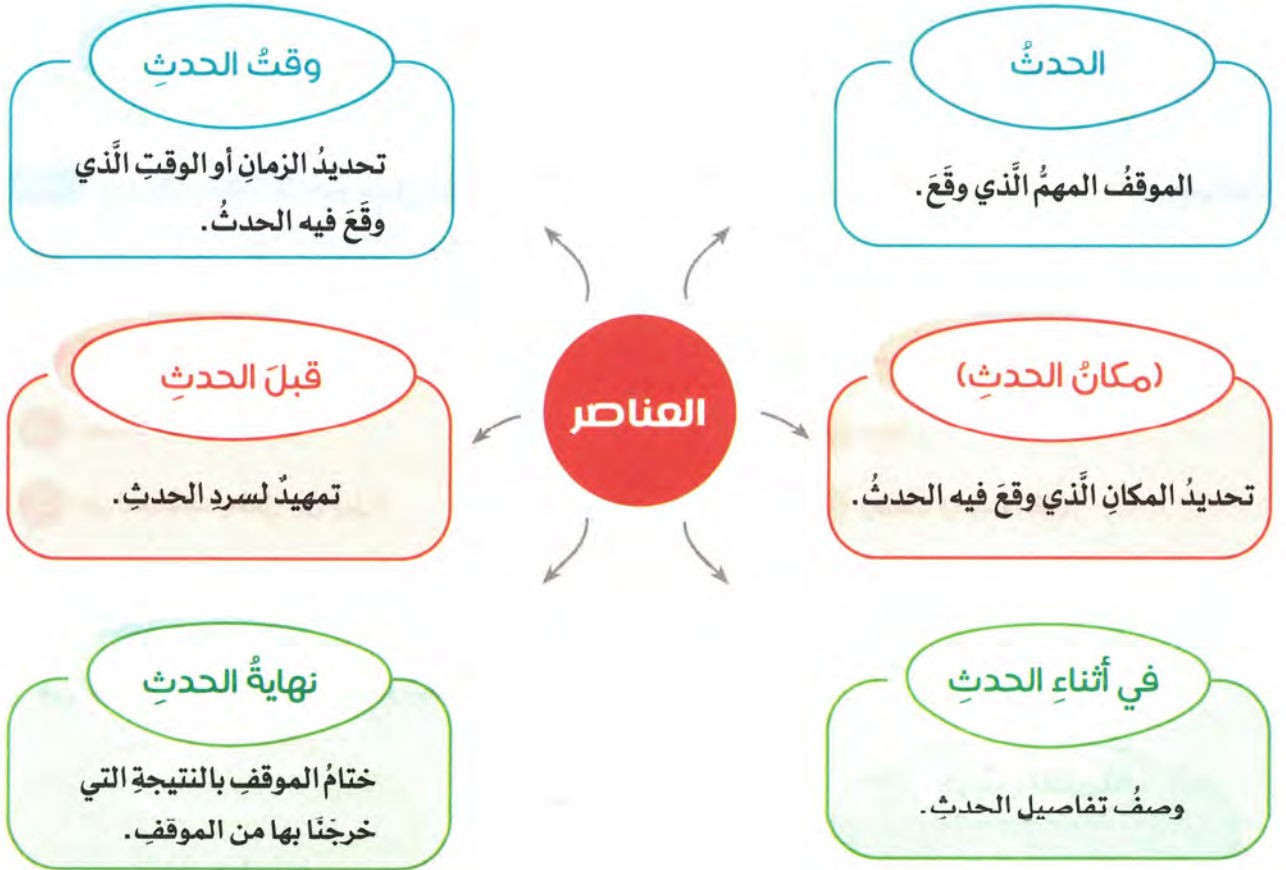 الحدثُ
الموقفُ المهمُّ الَّذي وقَعَ.
وقتُ الحدثِ
تحديدُ الزمانِ أو الوقتِ الَّذي
وقَعَ فيه الحدثُ.
العناصر
(مكانُ الحدثِ)
تحديدُ المكانِ الَّذي وقعَ فيه الحدثُ.
قبلَ الحدثِ
تمهيدٌ لسردِ الحدثِ.
في أثناءِ الحدثِ
وصفُ تفاصيل الحدثِ.
نهايةُ الحدثِ
ختامُ الموقفِ بالنتيجةِ التي
خرجْنَا بها من الموقفِ.